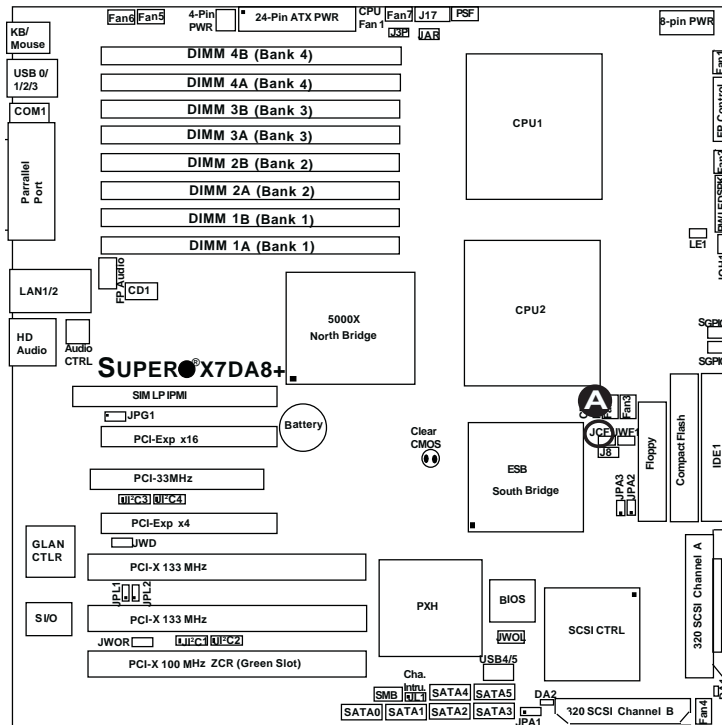 KB/
Mouse
Fan6
Fan5
4-Pin
PWR
24-Pin ATX PWR
CPU
Fan 1
Fan7
J17
PSF
J3P
JAR
8-pin PWR
USB 0/
1/2/3
COM1
Parrallel
Port
DIMM 4B (Bank 4)
DIMM 4A (Bank 4)
DIMM 3B (Bank 3)
DIMM 3A (Bank 3)
DIMM 2B (Bank 2)
DIMM 2A (Bank 2)
DIMM 1B (Bank 1)
DIMM 1A (Bank 1)
CPU1
Fan1
FP Control
LE1
LAN1/2
FP Audio
CD1
5000X
North Bridge
CPU2
HD
Audio
Audio
CTRL
SUPER ® X7DA8+
SIM LP IPMI
JPG1
PCI-Exp x16
Battery
Clear
CMOS
A
Fan3
JCF
JWF1
J8
ESB
South Bridge
Floppy
Compact Flash
IDE1
JPA3
JPA2
PCI-33MHz
JI²C3
JI²C4
PCI-Exp x4
JWD
GLAN
CTLR
PCI-X 133 MHz
JPL1
JPL2
S I/O
PCI-X 133 MHz
JWOR
JI²C1
JI²C2
PCI-X 100 MHz ZCR (Green Slot)
PXH
BIOS
JWOL
USB4/5
SCSI CTRL
320 SCSI Channel A
Cha.
Intru.
SMB
JL1
SATA4
SATA5
SATA0
SATA1
SATA2
SATA3
DA2
JPA1
320 SCSI Channel B
Fan4